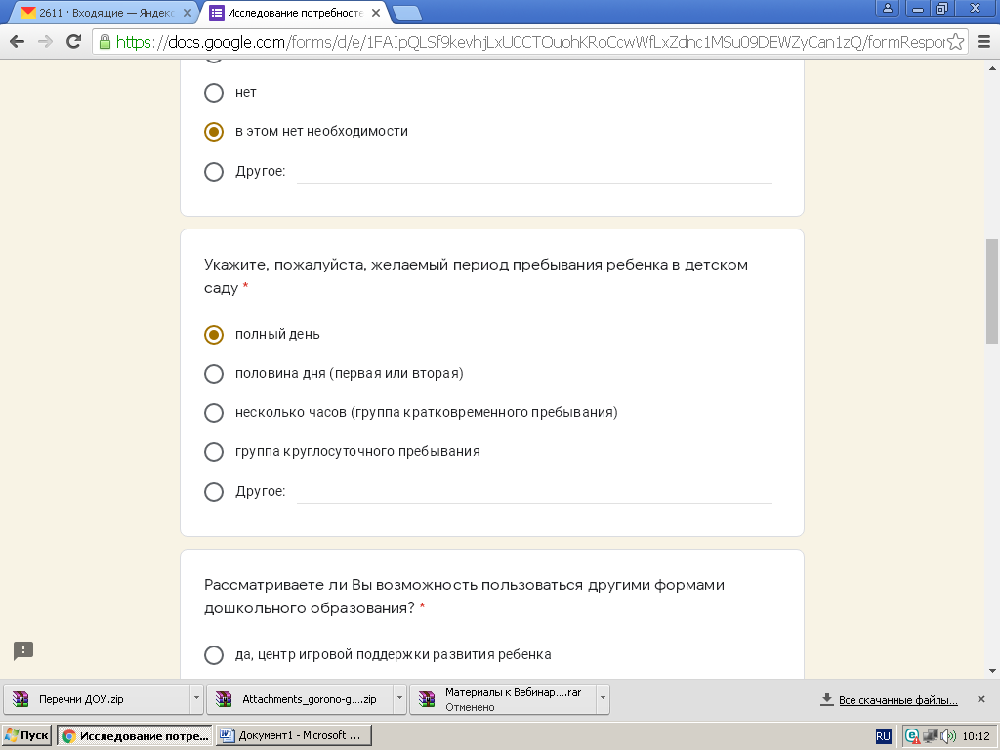 2611 · Входящие — Яндекс
Исследование потребносте
https://docs.google.com/forms/d/e/1FAIpQLSf9kevhjLxU0CTOuohKRoCcwWfLxZdnc1MSu09DEWZyCan1zQ/formRespor
нет
в этом нет необходимости
Другое:
Укажите, пожалуйста, желаемый период пребывания ребенка в детском
саду *
полный день
половина дня (первая или вторая)
несколько часов (группа кратковременного пребывания)
группа круглосуточного пребывания
Другое:
Рассматриваете ли Вы возможность пользоваться другими формами
дошкольного образования? *
да, центр игровой поддержки развития ребенка
Перечни ДОУ.zip
Attachments_gorono-g....zip
Материалы к Вебинар....rar
Отменено
Все скачанные файлы...
Пуск
Исследование потре...
Документ1 - Microsoft ...
RU
10:12